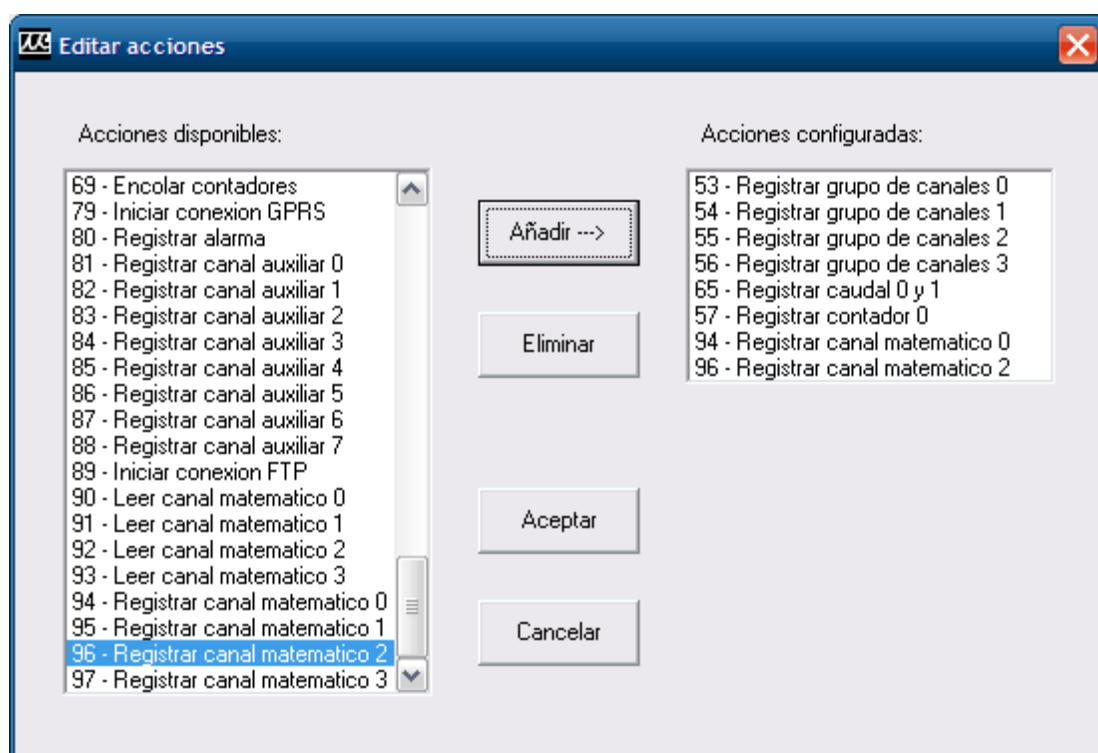 Editar acciones
Acciones disponibles:
69 - Encolar contadores
79 - Iniciar conexion GPRS
80 - Registrar alarma
81 - Registrar canal auxiliar 0
82 - Registrar canal auxiliar 1
83 - Registrar canal auxiliar 2
84 - Registrar canal auxiliar 3
85 - Registrar canal auxiliar 4
86 - Registrar canal auxiliar 5
87 - Registrar canal auxiliar 6
88 - Registrar canal auxiliar 7
89 - Iniciar conexion FTP
90 - Leer canal matematico 0
91 - Leer canal matematico 1
92 - Leer canal matematico 2
93 - Leer canal matematico 3
94 - Registrar canal matematico 0
95 - Registrar canal matematico 1
96 - Registrar canal matematico 2
97 - Registrar canal matematico 3
Añadir --->
Eliminar
Aceptar
Cancelar
Acciones configuradas:
53 - Registrar grupo de canales 0
54 - Registrar grupo de canales 1
55 - Registrar grupo de canales 2
56 - Registrar grupo de canales 3
65 - Registrar caudal 0 y 1
57 - Registrar contador 0
94 - Registrar canal matematico 0
96 - Registrar canal matematico 2